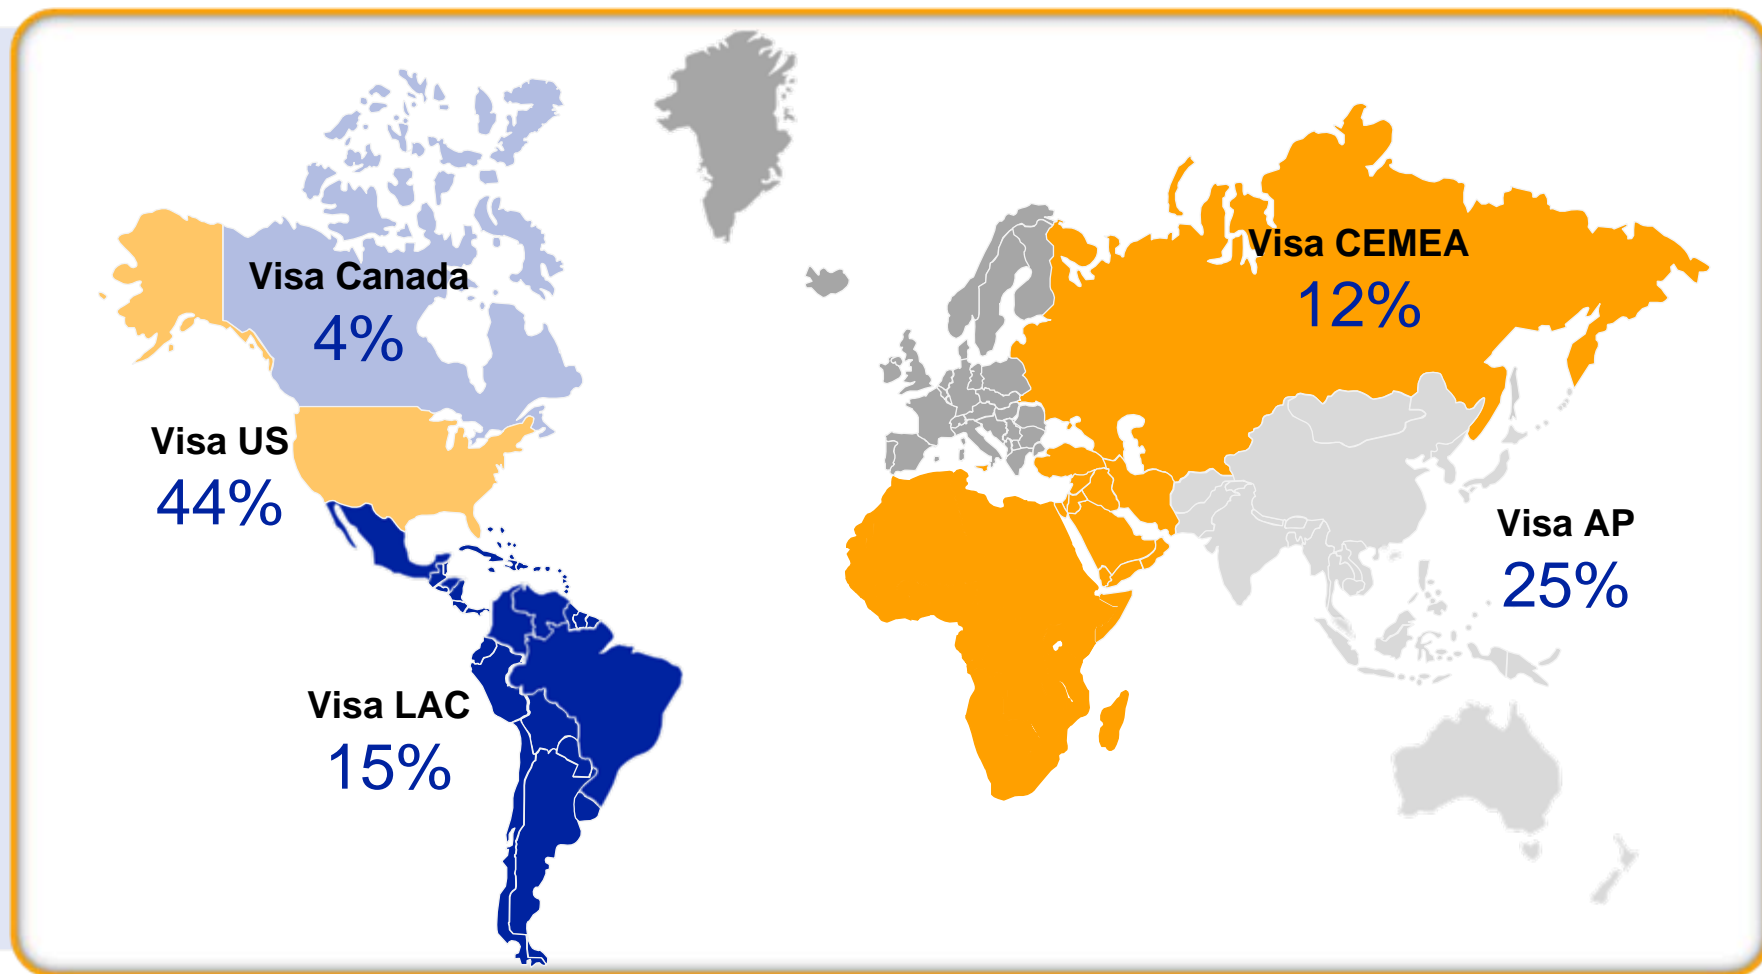 Visa Canada
4%
Visa CEMEA
12%
Visa US
44%
Visa AP
25%
Visa LAC
15%